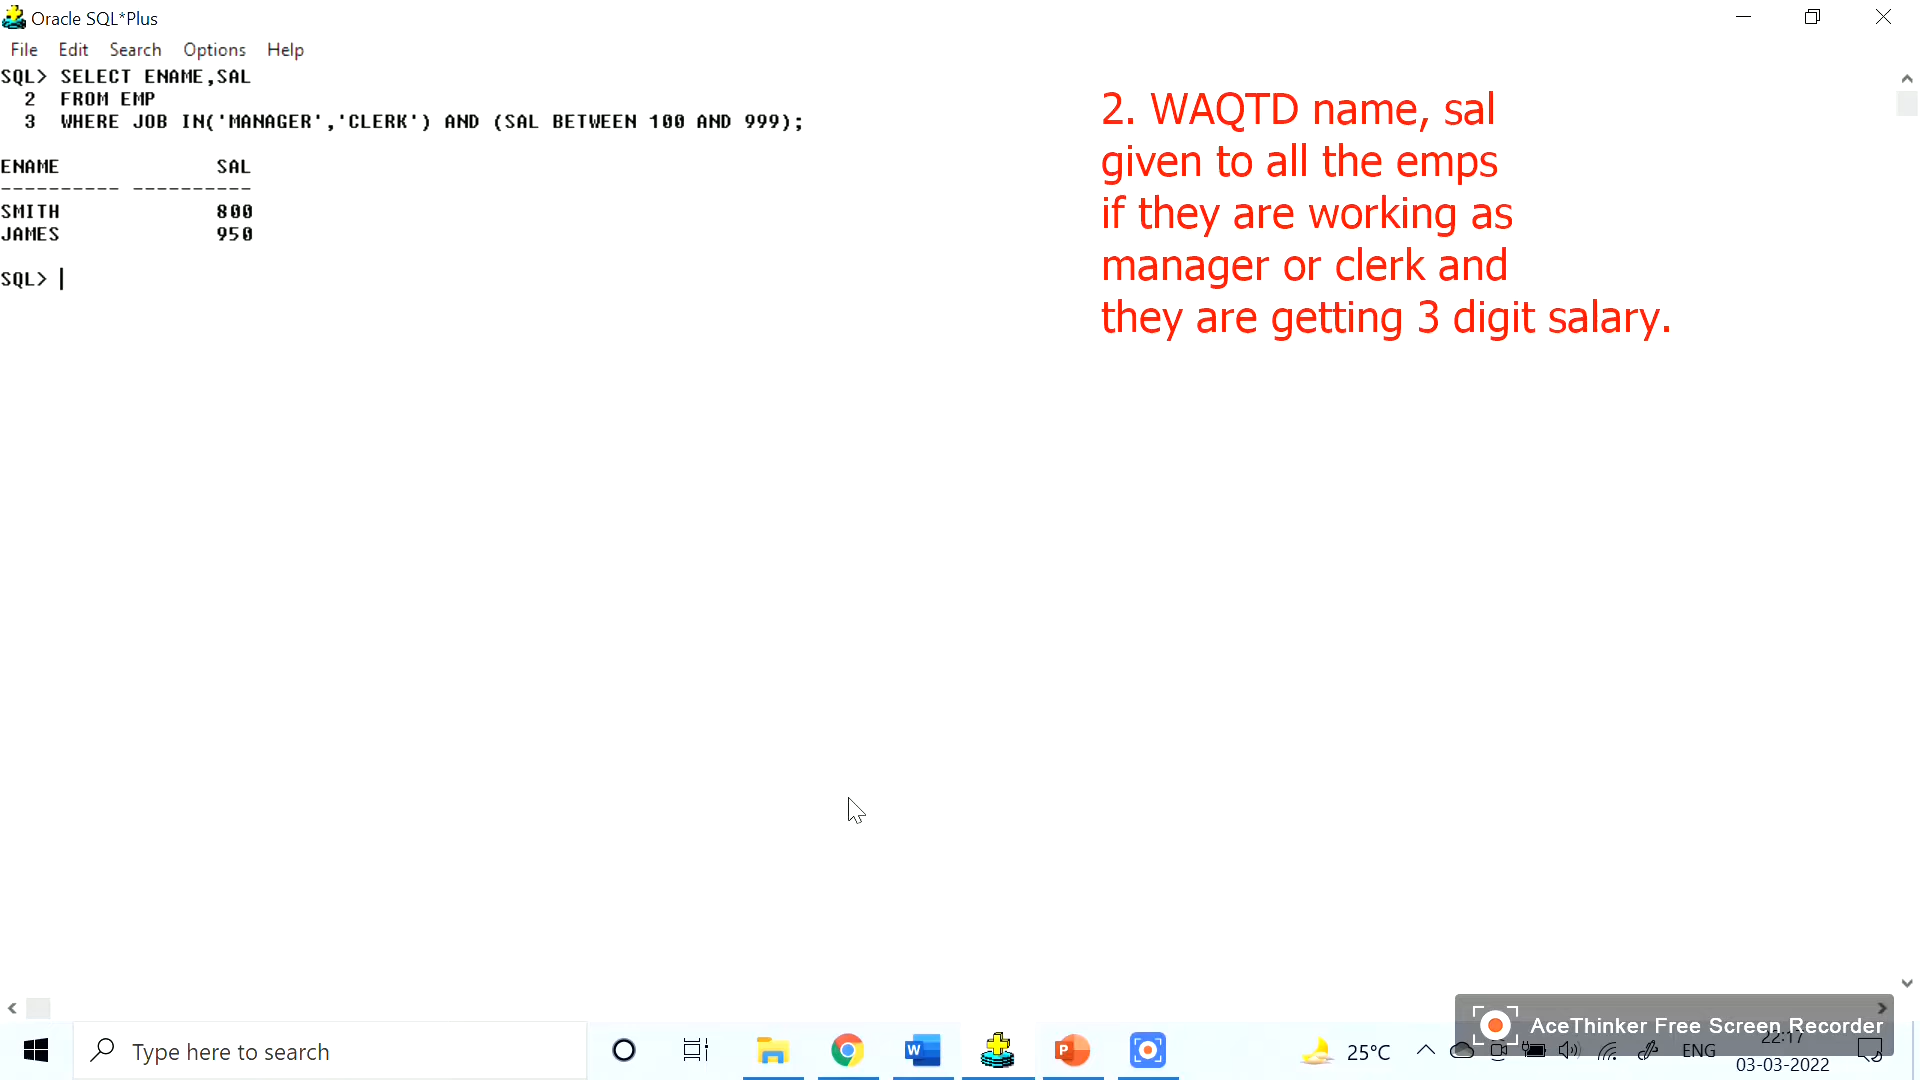 Oracle SQL*Plus
File Edit Search Options Help
SQL> SELECT ENAME,SAL
2 FROM EMP
3 WHERE JOB IN('MANAGER','CLERK') AND (SAL BETWEEN 100 AND 999);
ENAME SAL
---------- ----------
SMITH 800
JAMES 950
SQL>
2. WAQTD name, sal
given to all the emps
if they are working as
manager or clerk and
they are getting 3 digit salary.
AceThinker Free Screen Recorder
Type here to search
25°C
ENG
22:17
03-03-2022